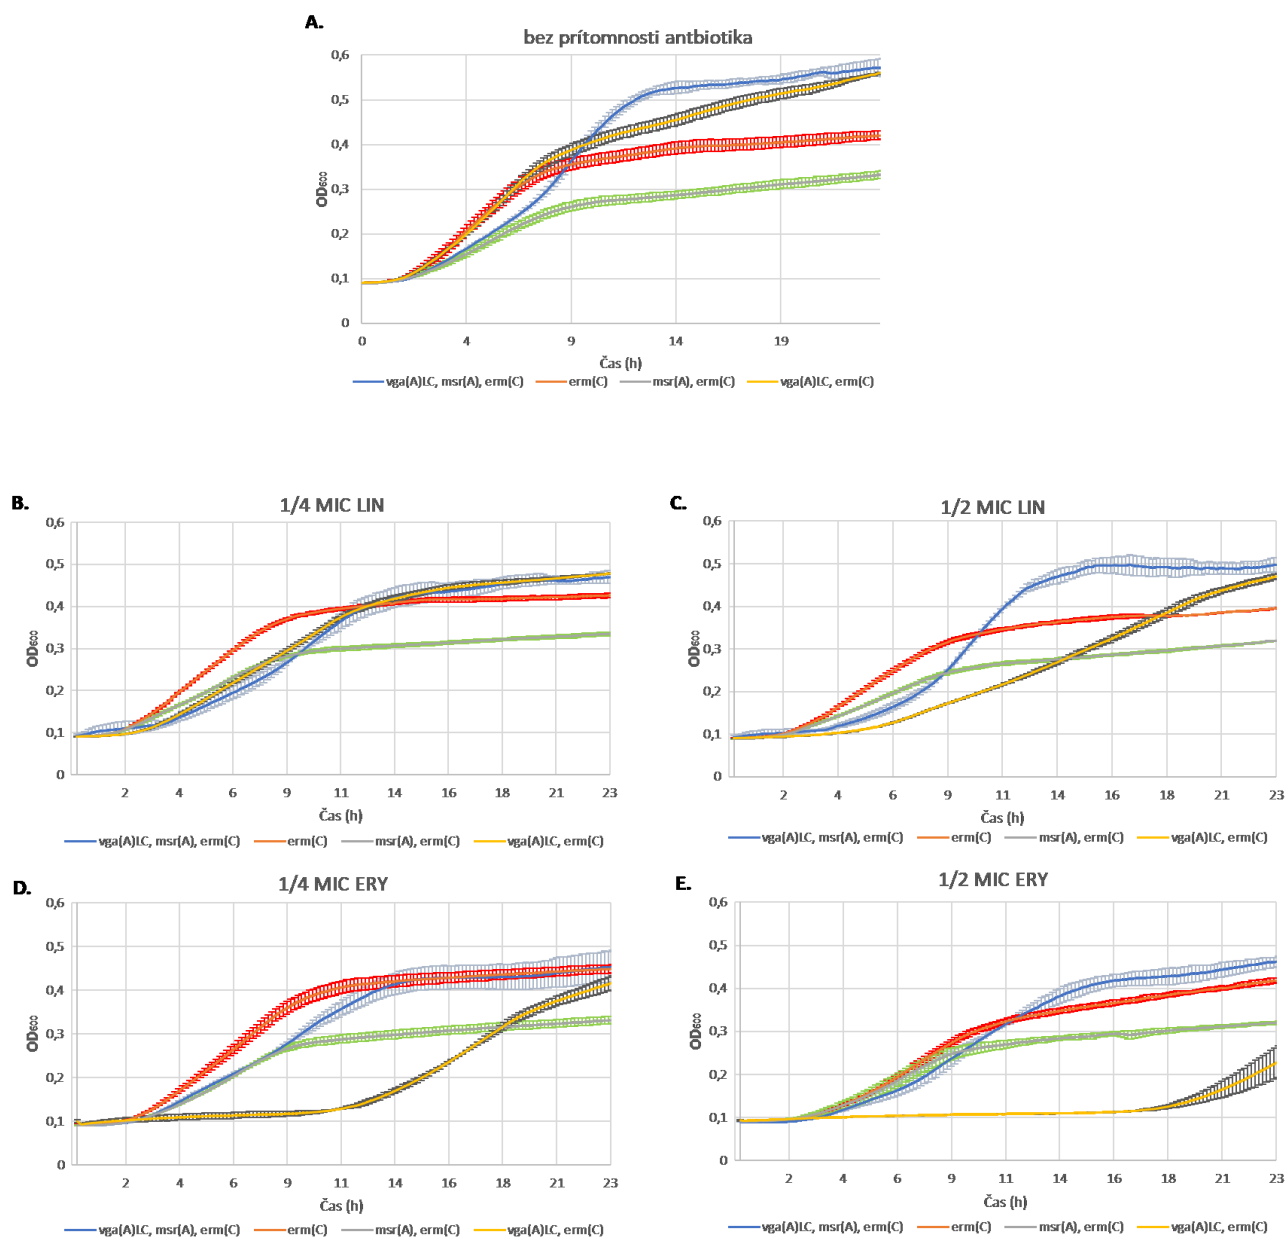 A.
bez prítomnosti antbiotika
0,6
0,5
0,4
0,3
0,2
0,1
0
OD₆₀₀
0 4 9 14 19
Čas (h)
vga(A)LC, msr(A), erm(C) erm(C) msr(A), erm(C) vga(A)LC, erm(C)
B.
1/4 MIC LIN
0,6
0,5
0,4
0,3
0,2
0,1
0
OD₆₀₀
2 4 6 9 11 14 16 18 21 23
Čas (h)
vga(A)LC, msr(A), erm(C) erm(C) msr(A), erm(C) vga(A)LC, erm(C)
C.
1/2 MIC LIN
0,6
0,5
0,4
0,3
0,2
0,1
0
OD₆₀₀
2 4 6 9 11 14 16 18 21 23
Čas (h)
vga(A)LC, msr(A), erm(C) erm(C) msr(A), erm(C) vga(A)LC, erm(C)
D.
1/4 MIC ERY
0,6
0,5
0,4
0,3
0,2
0,1
0
OD₆₀₀
2 4 6 9 11 14 16 18 21 23
Čas (h)
vga(A)LC, msr(A), erm(C) erm(C) msr(A), erm(C) vga(A)LC, erm(C)
E.
1/2 MIC ERY
0,6
0,5
0,4
0,3
0,2
0,1
0
OD₆₀₀
2 4 6 9 11 14 16 18 21 23
Čas (h)
vga(A)LC, msr(A), erm(C) erm(C) msr(A), erm(C) vga(A)LC, erm(C)